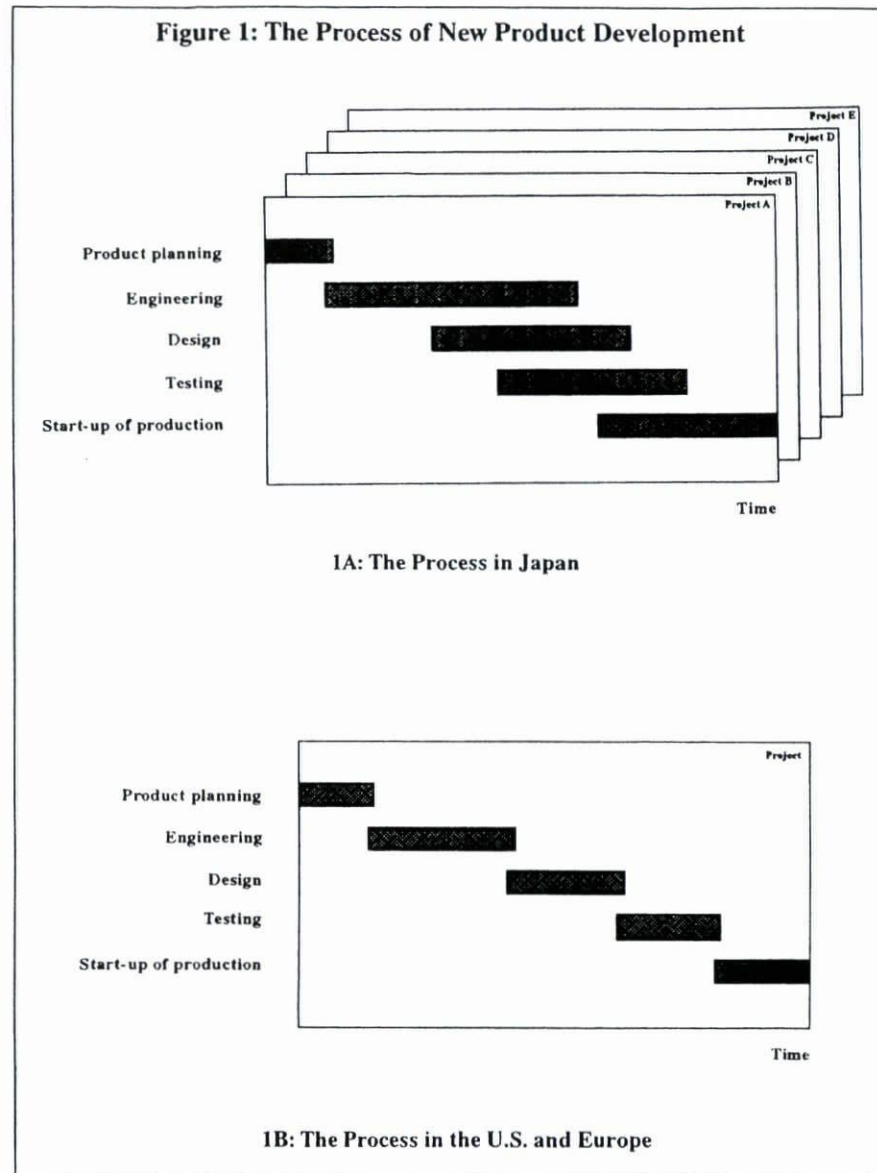 Figure 1: The Process of New Product Development
Project E
Project D
Project C
Project B
Project A
Product planning
Engineering
Design
Testing
Start-up of production
Time
1A: The Process in Japan
Project
Product planning
Engineering
Design
Testing
Start-up of production
Time
1B: The Process in the U.S. and Europe